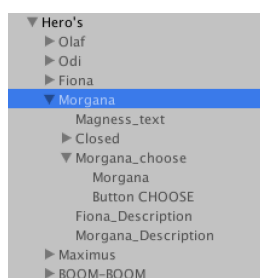 Hero's
Olaf
Odi
Fiona
Morgana
Magness_text
Closed
Morgana_choose
Morgana
Button CHOOSE
Fiona_Description
Morgana_Description
Maximus
BOOM-BOOM